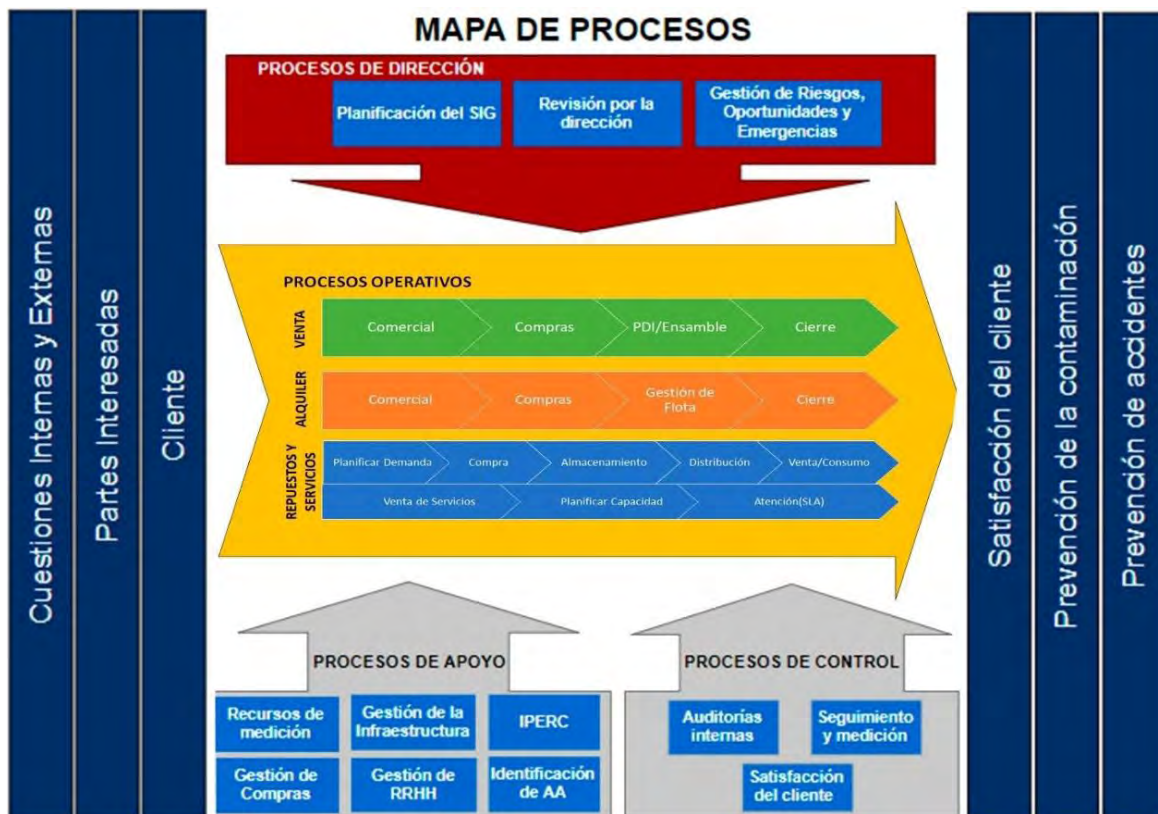 MAPA DE PROCESOS
Cuestiones Internas y Externas
Partes Interesadas
Cliente
PROCESOS DE DIRECCIÓN
Planificación del SIG
Revisión por la
dirección
Gestión de Riesgos,
Oportunidades y
Emergencias
PROCESOS OPERATIVOS
VENTA
Comercial
Compras
PDI/Ensamble
Cierre
ALQUILER
Comercial
Compras
Gestión de
Flota
Cierre
REPUESTOS Y
SERVICIOS
Planificar Demanda
Compra
Almacenamiento
Distribución
Venta/Consumo
Venta de Servicios
Planificar Capacidad
Atención(SLA)
PROCESOS DE APOYO
Recursos de
medición
Gestión de la
Infraestructura
IPERC
Gestión de
Compras
Gestión de
RRHH
Identificación
de AA
PROCESOS DE CONTROL
Auditorías
internas
Seguimiento
y medición
Satisfacción
del cliente
Satisfacción del cliente
Prevención de la contaminación
Prevención de accidentes